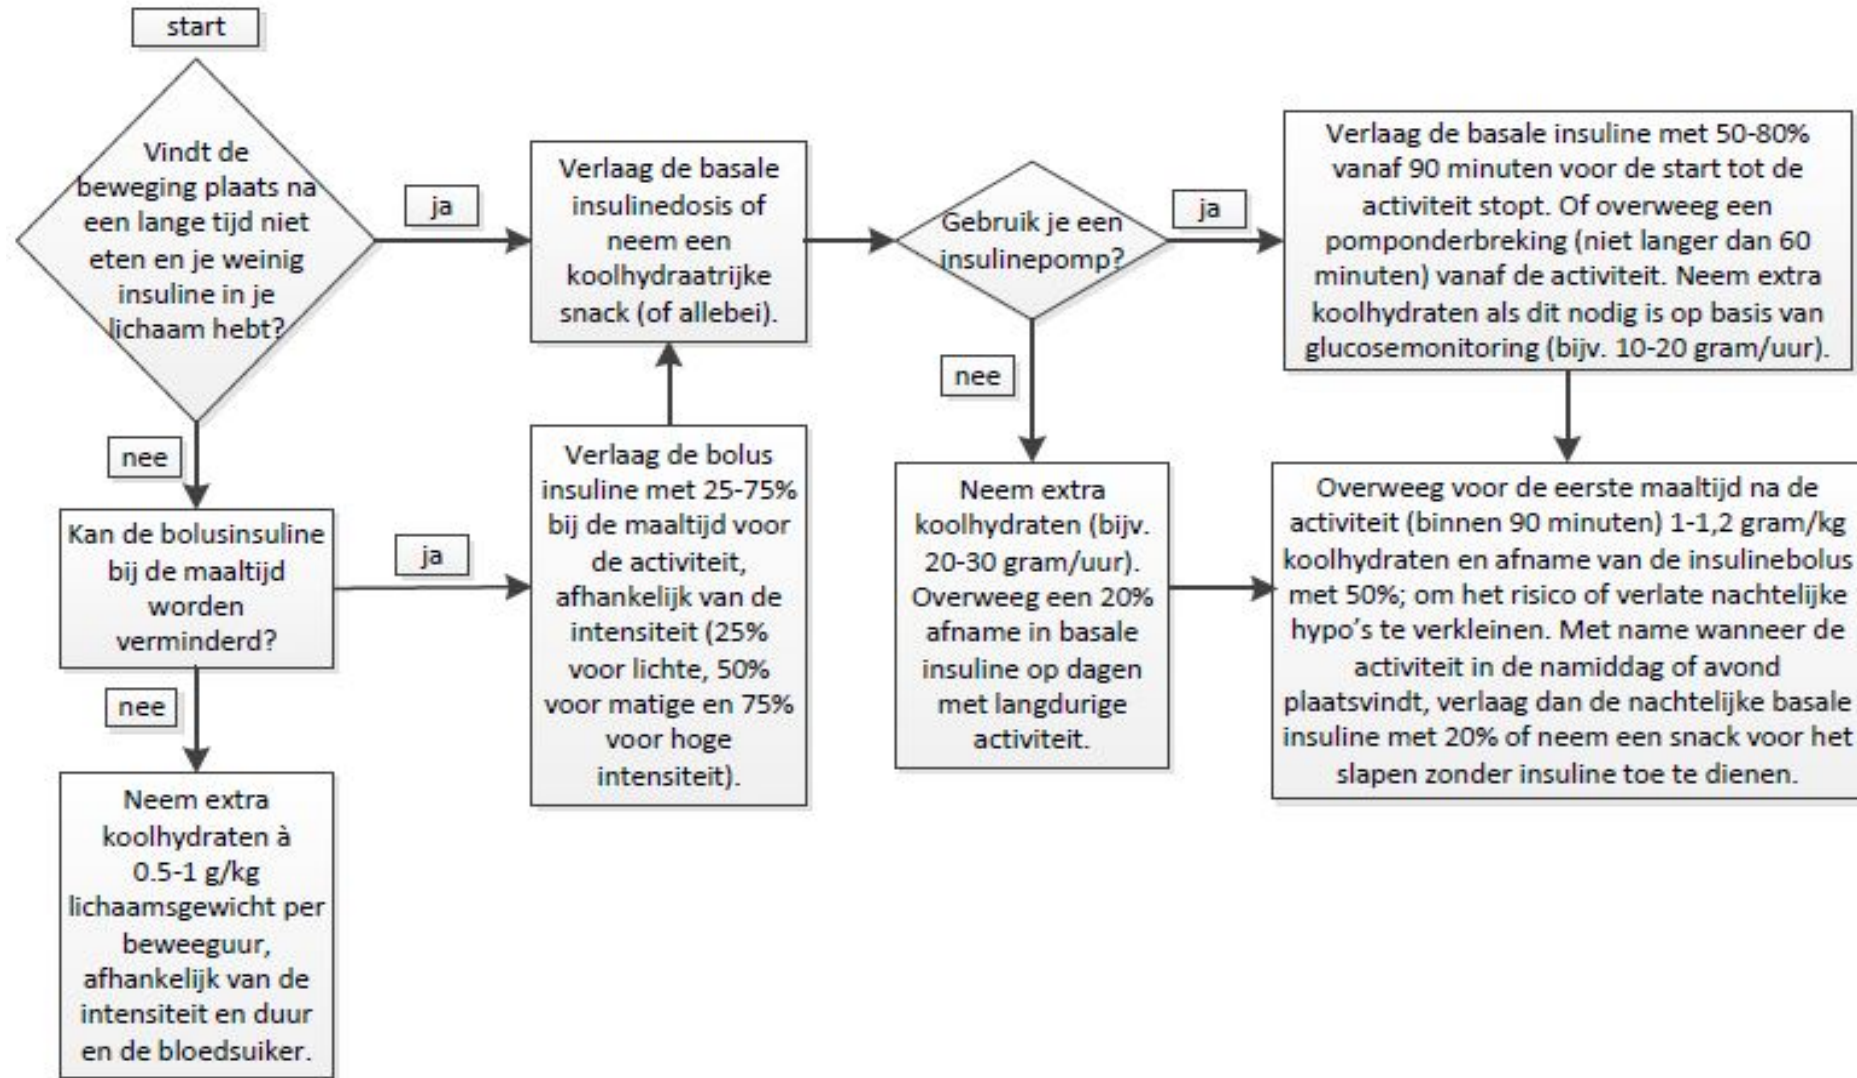 start
Vindt de
beweging plaats na
een lange tijd niet
eten en je weinig
insuline in je
lichaam hebt?
ja
Verlaag de basale
insulinedosis of
neem een
koolhydraatrijke
snack (of allebei).
Gebruik je een
insulinepomp?
ja
Verlaag de basale insuline met 50-80%
vanaf 90 minuten voor de start tot de
activiteit stopt. Of overweeg een
pomponderbreking (niet langer dan 60
minuten) vanaf de activiteit. Neem extra
koolhydraten als dit nodig is op basis van
glucosemonitoring (bijv. 10-20 gram/uur).
nee
nee
Kan de bolusinsuline
bij de maaltijd
worden
verminderd?
ja
Verlaag de bolus
insuline met 25-75%
bij de maaltijd voor
de activiteit,
afhankelijk van de
intensiteit (25%
voor lichte, 50%
voor matige en 75%
voor hoge
intensiteit).
Neem extra
koolhydraten (bijv.
20-30 gram/uur).
Overweeg een 20%
afname in basale
insuline op dagen
met langdurige
activiteit.
Overweeg voor de eerste maaltijd na de
activiteit (binnen 90 minuten) 1-1,2 gram/kg
koolhydraten en afname van de insulinebolus
met 50%; om het risico of verlate nachtelijke
hypo's te verkleinen. Met name wanneer de
activiteit in de namiddag of avond
plaatsvindt, verlaag dan de nachtelijke basale
insuline met 20% of neem een snack voor het
slapen zonder insuline toe te dienen.
nee
Neem extra
koolhydraten à
0.5-1 g/kg
lichaamsgewicht per
beweeguur,
afhankelijk van de
intensiteit en duur
en de bloedsuiker.